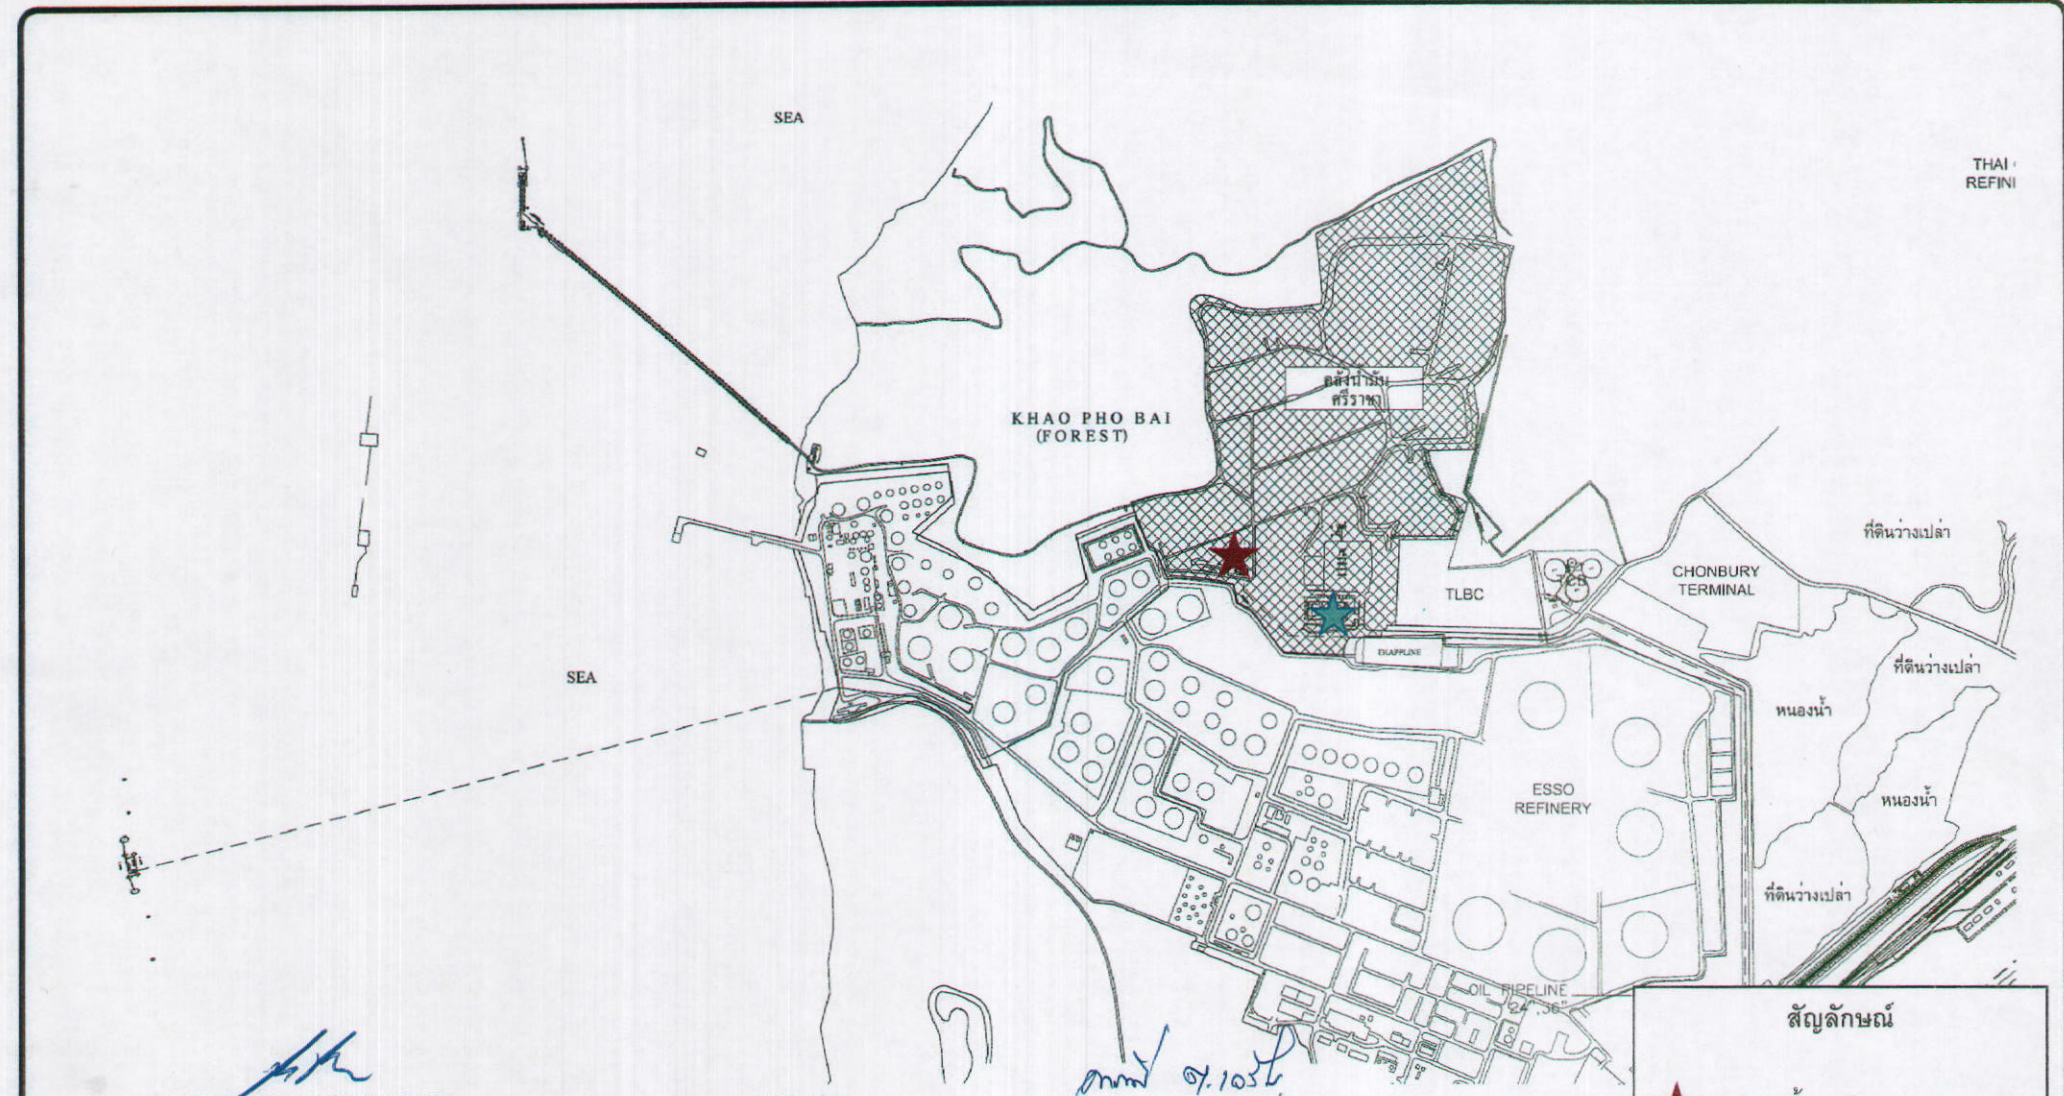 SEA
THAI
REFINI
คลังน้ำมัน
ศรีราชา
KHAO PHO BAI
(FOREST)
ที่ดินว่างเปล่า
CHONBURY
TERMINAL
TLBC
ที่ดินว่างเปล่า
SEA
หนองน้ำ
ESSO
REFINERY
หนองน้ำ
ที่ดินว่างเปล่า
OIL PIPELINE
24",36"
สัญลักษณ์